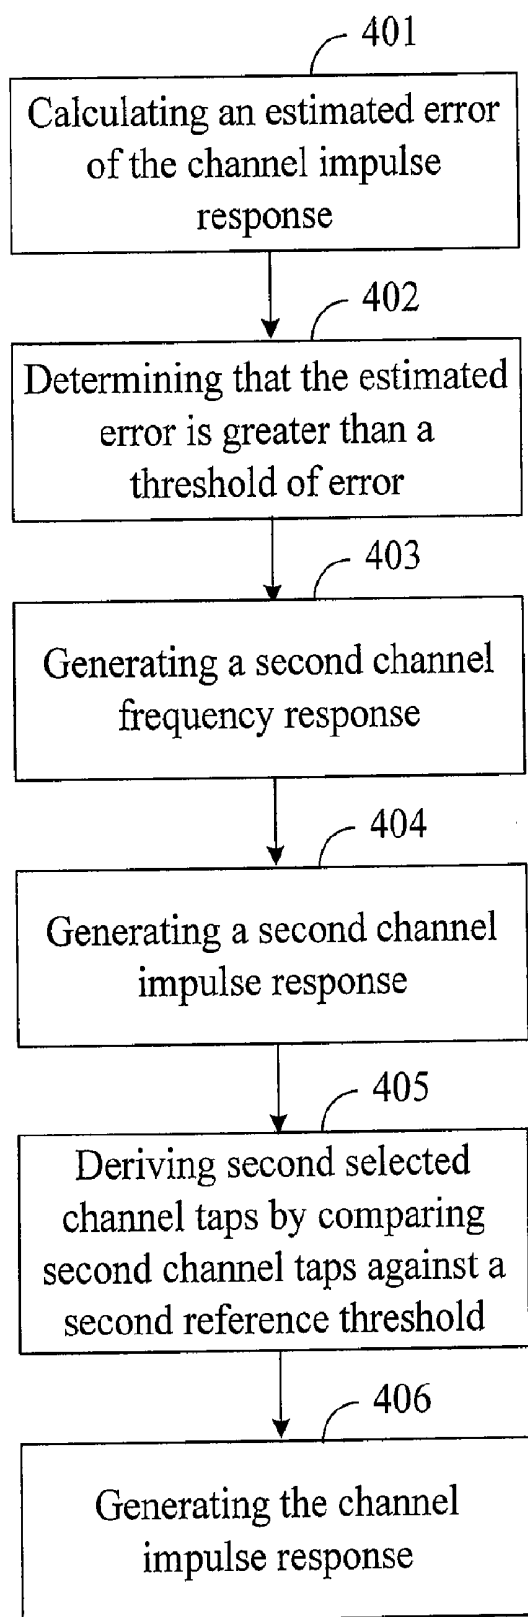 401
Calculating an estimated error
of the channel impulse
response
402
Determining that the estimated
error is greater than a
threshold of error
403
Generating a second channel
frequency response
404
Generating a second channel
impulse response
405
Deriving second selected
channel taps by comparing
second channel taps against a
second reference threshold
406
Generating the channel
impulse response